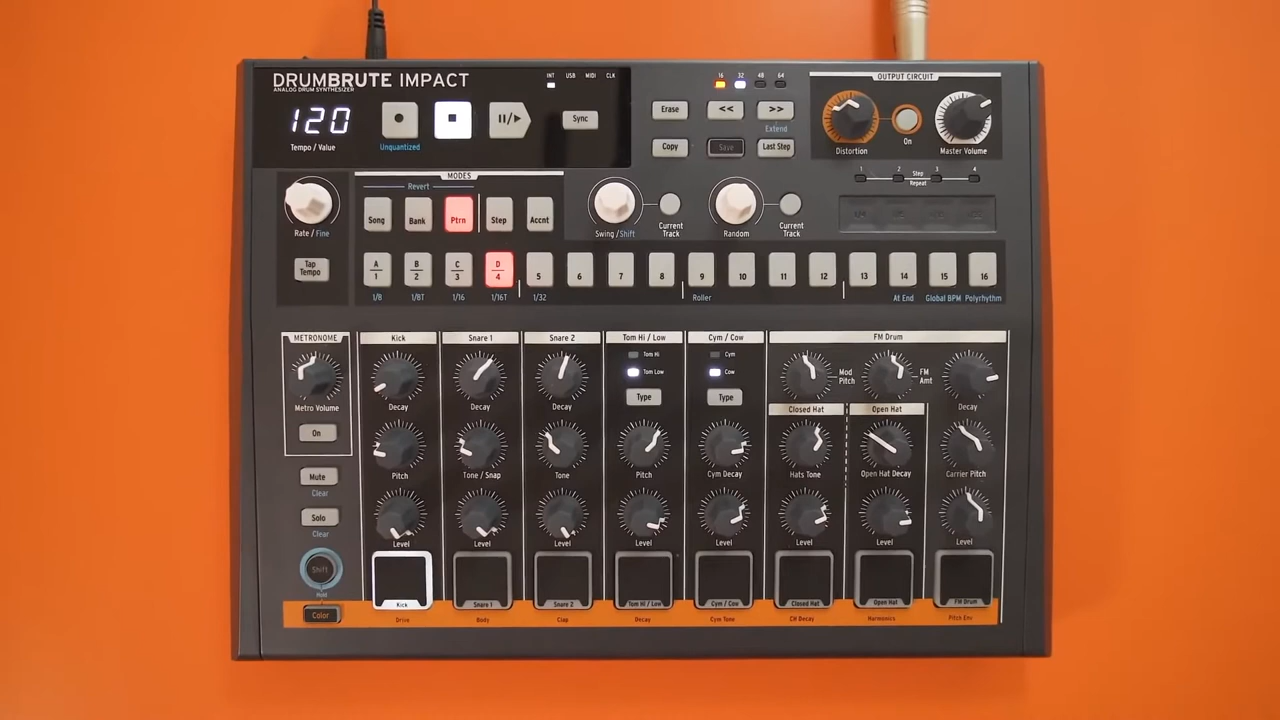 DRUMBRUTE IMPACT
ANALOG DRUM SYNTHESIZER
INT USB MIDI CLK
120
Tempo / Value
Unquantized
Sync
16 32 48 64
Erase << >>
Extend
Copy Save Last Step
OUTPUT CIRCUIT
Distortion On Master Volume
1 2 Step 3 4
Repeat
MODES
Revert
Rate / Fine
Song Bank Ptrn Step Accnt
Swing / Shift Current Track Random Current Track
Tap Tempo
A 1 B 2 C 3 D 4 5 6 7 8 9 10 11 12 13 14 15 16
1/8 1/8T 1/16 1/16T 1/32 Roller At End Global BPM Polyrhythm
METRONOME Kick Snare 1 Snare 2 Tom Hi / Low Cym / Cow FM Drum
Tom Hi Cym
Tom Low Cow
Mod Pitch FM Amt
Type Type
Metro Volume Decay Decay Decay Decay
Closed Hat Open Hat
On
Pitch Tone / Snap Tone Pitch Cym Decay Hats Tone Open Hat Decay Carrier Pitch
Mute
Clear
Solo
Clear
Level Level Level Level Level Level Level Level
Shift
Hold
Kick Snare 1 Snare 2 Tom Hi / Low Cym / Cow Closed Hat Open Hat FM Drum
Color Drive Body Clap Decay Cym Tone CH Decay Harmonics Pitch Env